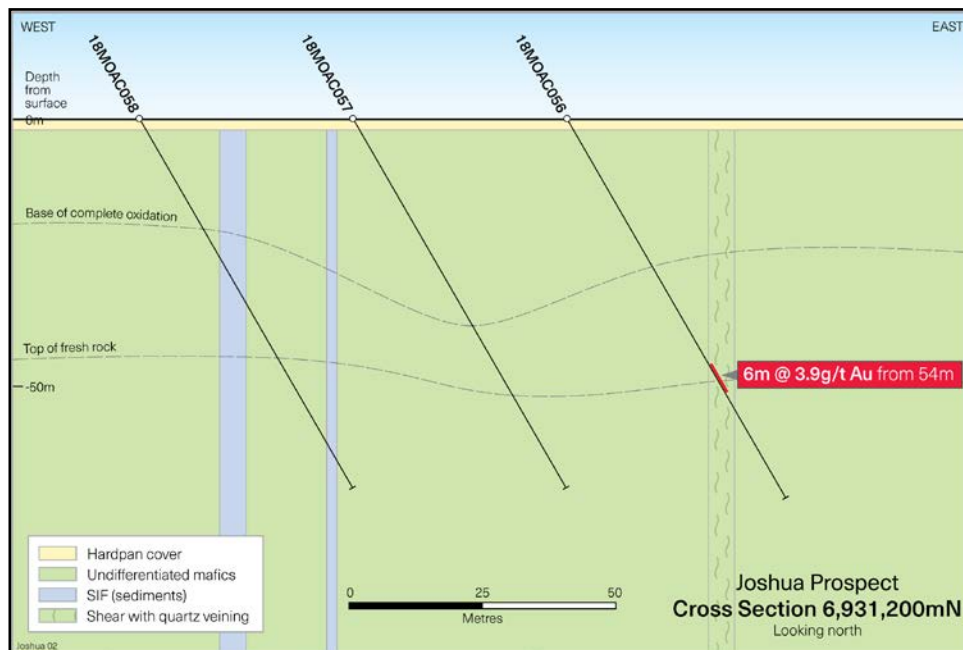 WEST
EAST
18MOAC058
18MOAC057
18MOAC056
Depth
from
surface
0m
Base of complete oxidation
Top of fresh rock
-50m
6m @ 3.9g/t Au from 54m
Hardpan cover
Undifferentiated mafics
SIF (sediments)
Shear with quartz veining
0
25
50
Metres
Joshua Prospect
Cross Section 6,931,200mN
Looking north
Joshua 02